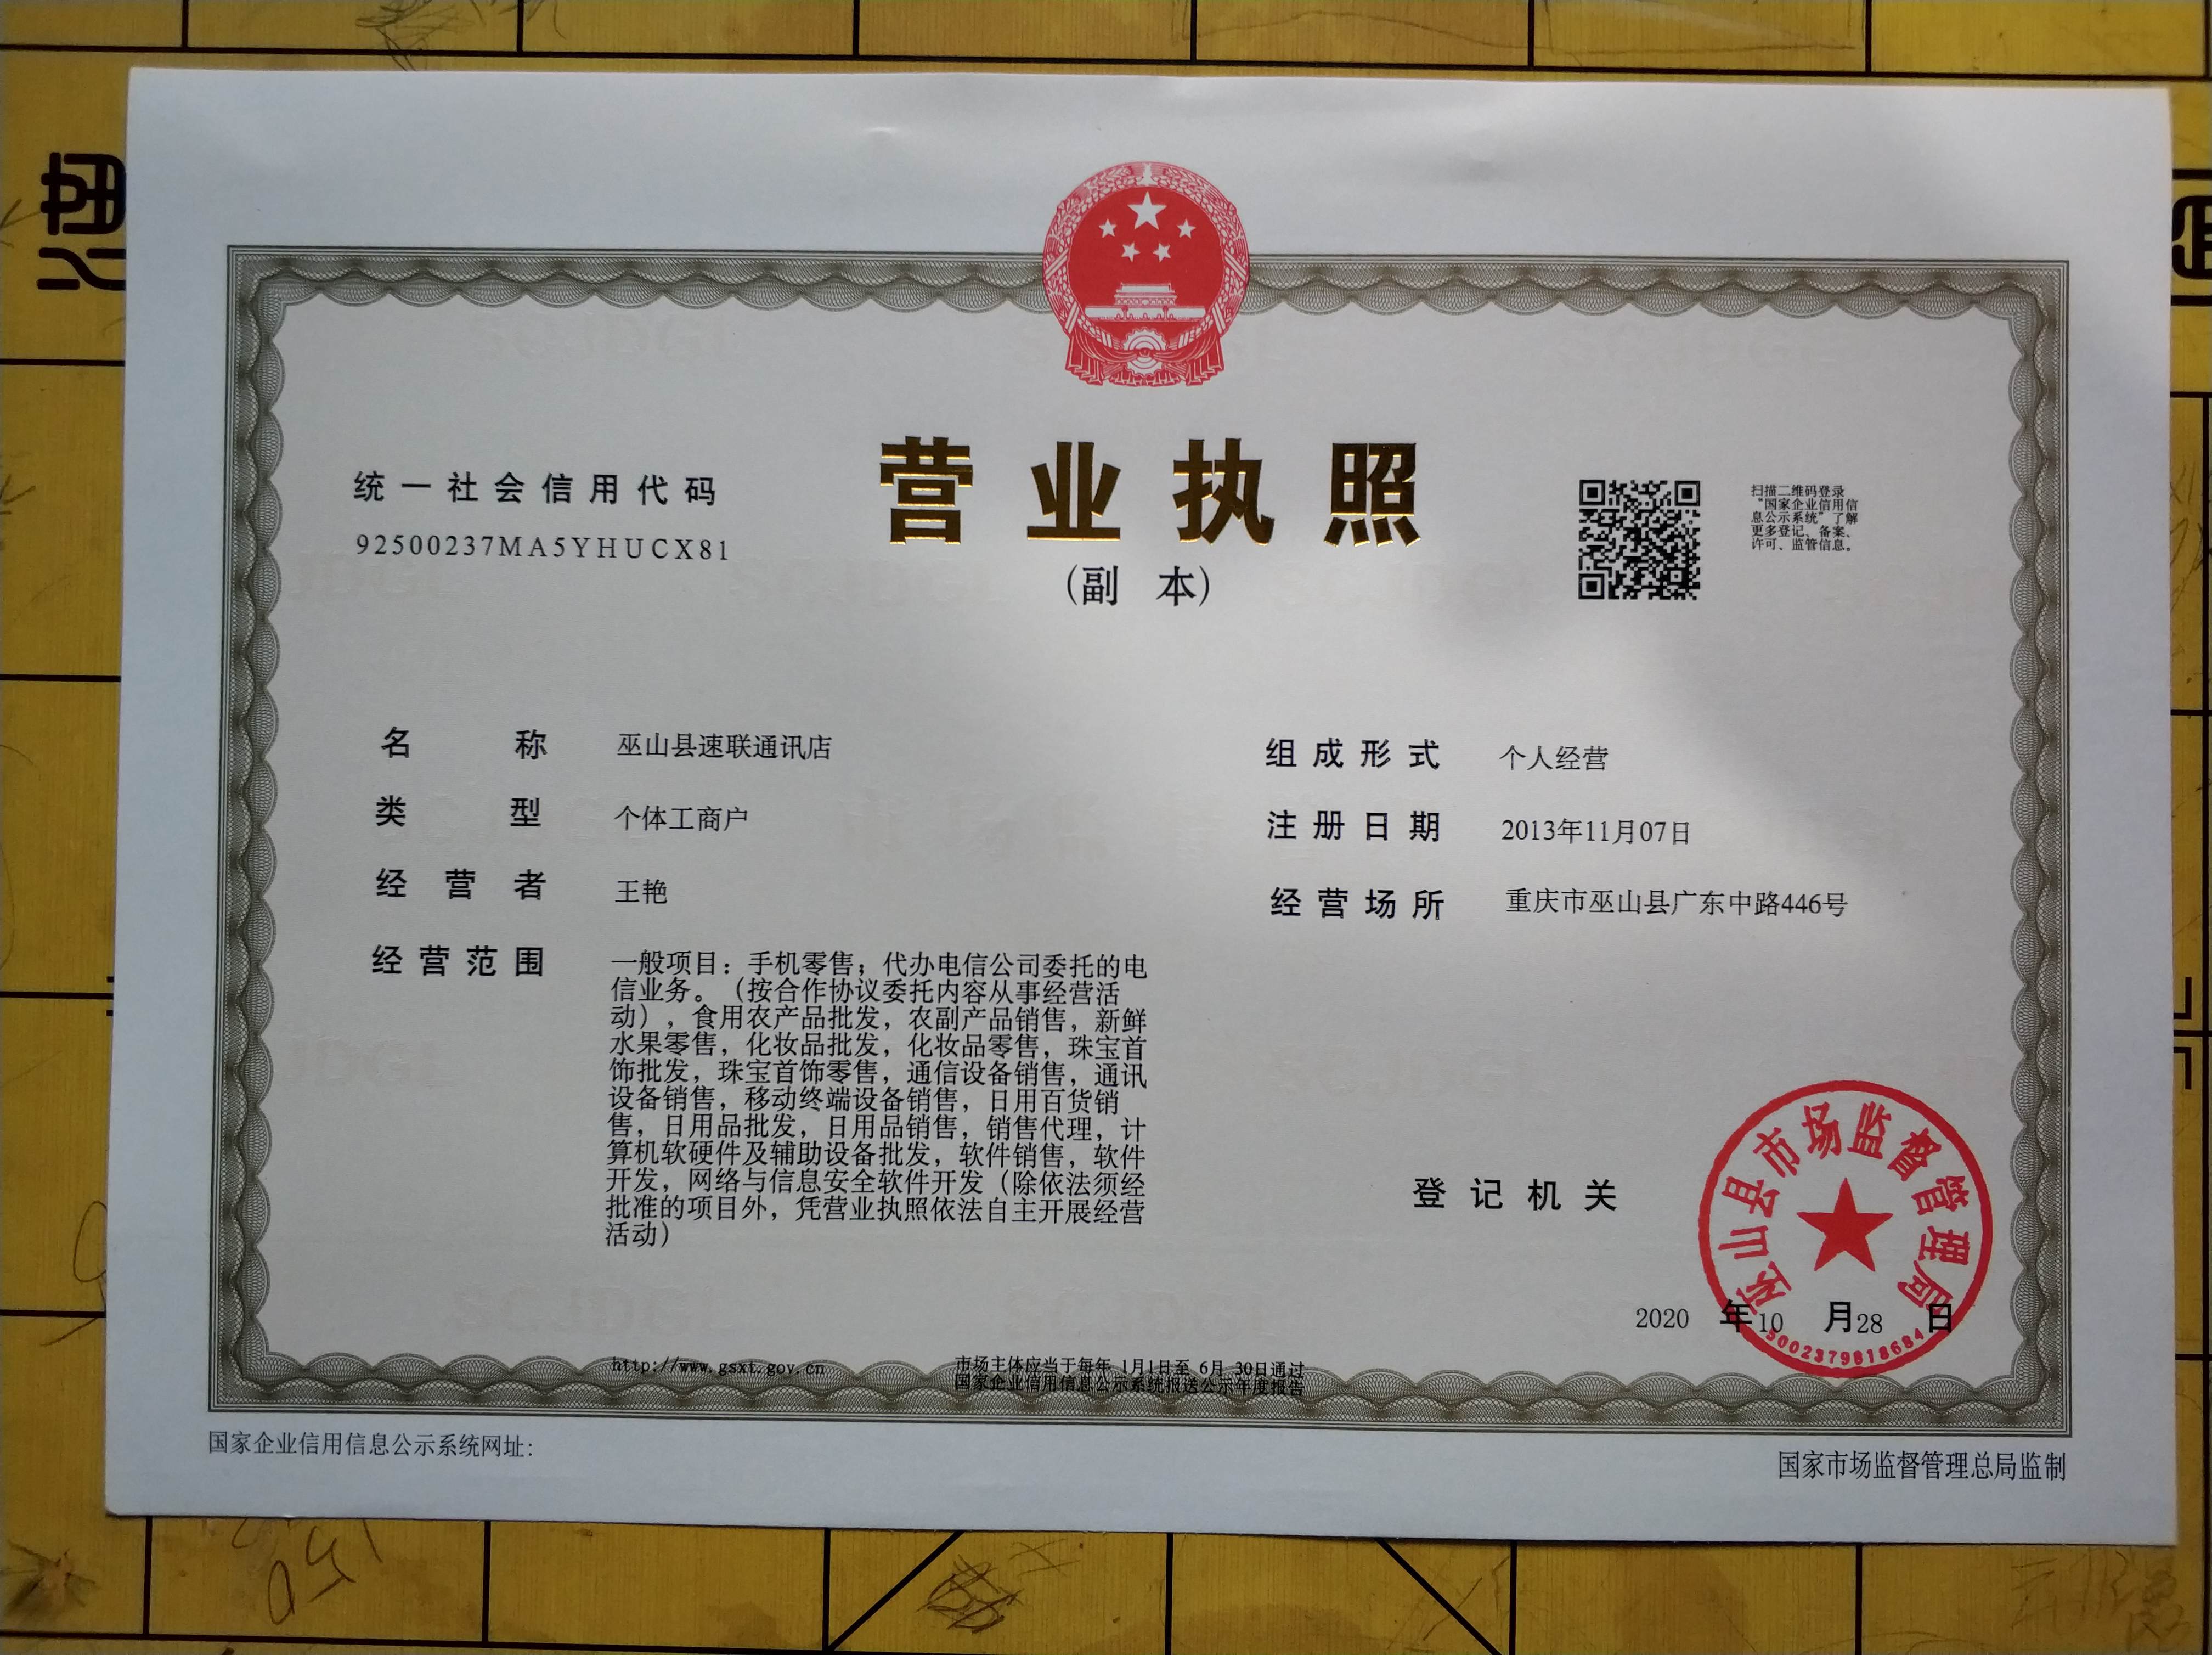 营业执照
(副 本)
统一社会信用代码
92500237MA5YHUCX81
扫描二维码登录
“国家企业信用信
息公示系统”了解
更多登记、备案、
许可、监管信息。
名 称 巫山县速联通讯店
类 型 个体工商户
经 营 者 王艳
经营范围 一般项目：手机零售；代办电信公司委托的电
信业务。（按合作协议委托内容从事经营活
动），食用农产品批发，农副产品销售，新鲜
水果零售，化妆品批发，化妆品零售，珠宝首
饰批发，珠宝首饰零售，通信设备销售，通讯
设备销售，移动终端设备销售，日用百货销
售，日用品批发，日用品销售，销售代理，计
算机软硬件及辅助设备批发，软件销售，软件
开发，网络与信息安全软件开发（除依法须经
批准的项目外，凭营业执照依法自主开展经营
活动）
组成形式 个人经营
注册日期 2013年11月07日
经营场所 重庆市巫山县广东中路446号
登记机关
巫山县市场监督管理局
5002379818684
2020 年10 月28 日
http://www.gsxt.gov.cn
市场主体应当于每年 1月1日至 6月 30日通过
国家企业信用信息公示系统报送公示年度报告
国家企业信用信息公示系统网址：
国家市场监督管理总局监制